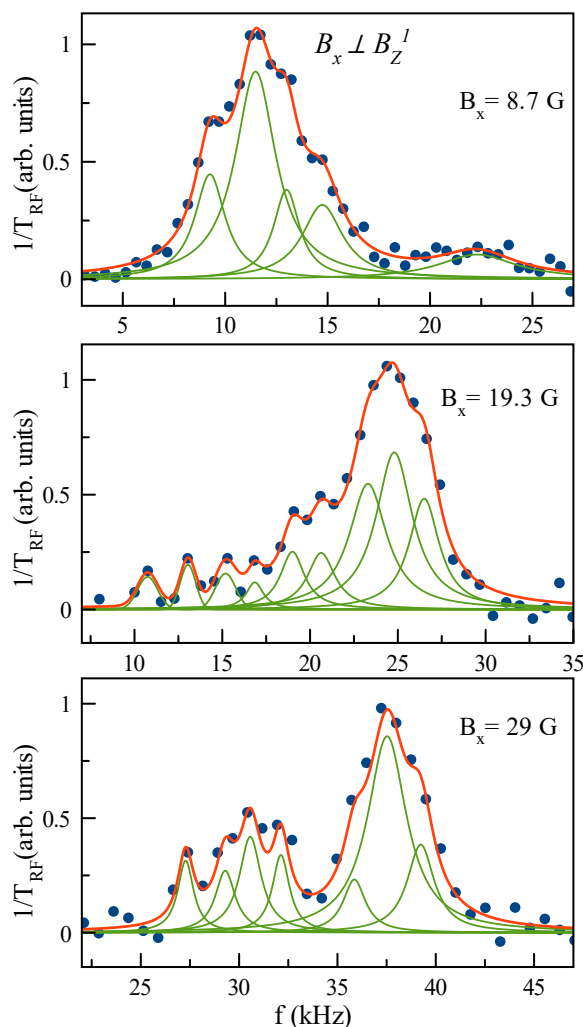 B_x ⊥ B_Z^1
B_x= 8.7 G
1/T_RF(arb. units)
1
0.5
0
5 10 15 20 25
B_x= 19.3 G
1/T_RF (arb. units)
1
0.5
0
10 15 20 25 30 35
B_x= 29 G
1/T_RF(arb. units)
1
0.5
0
25 30 35 40 45
f (kHz)